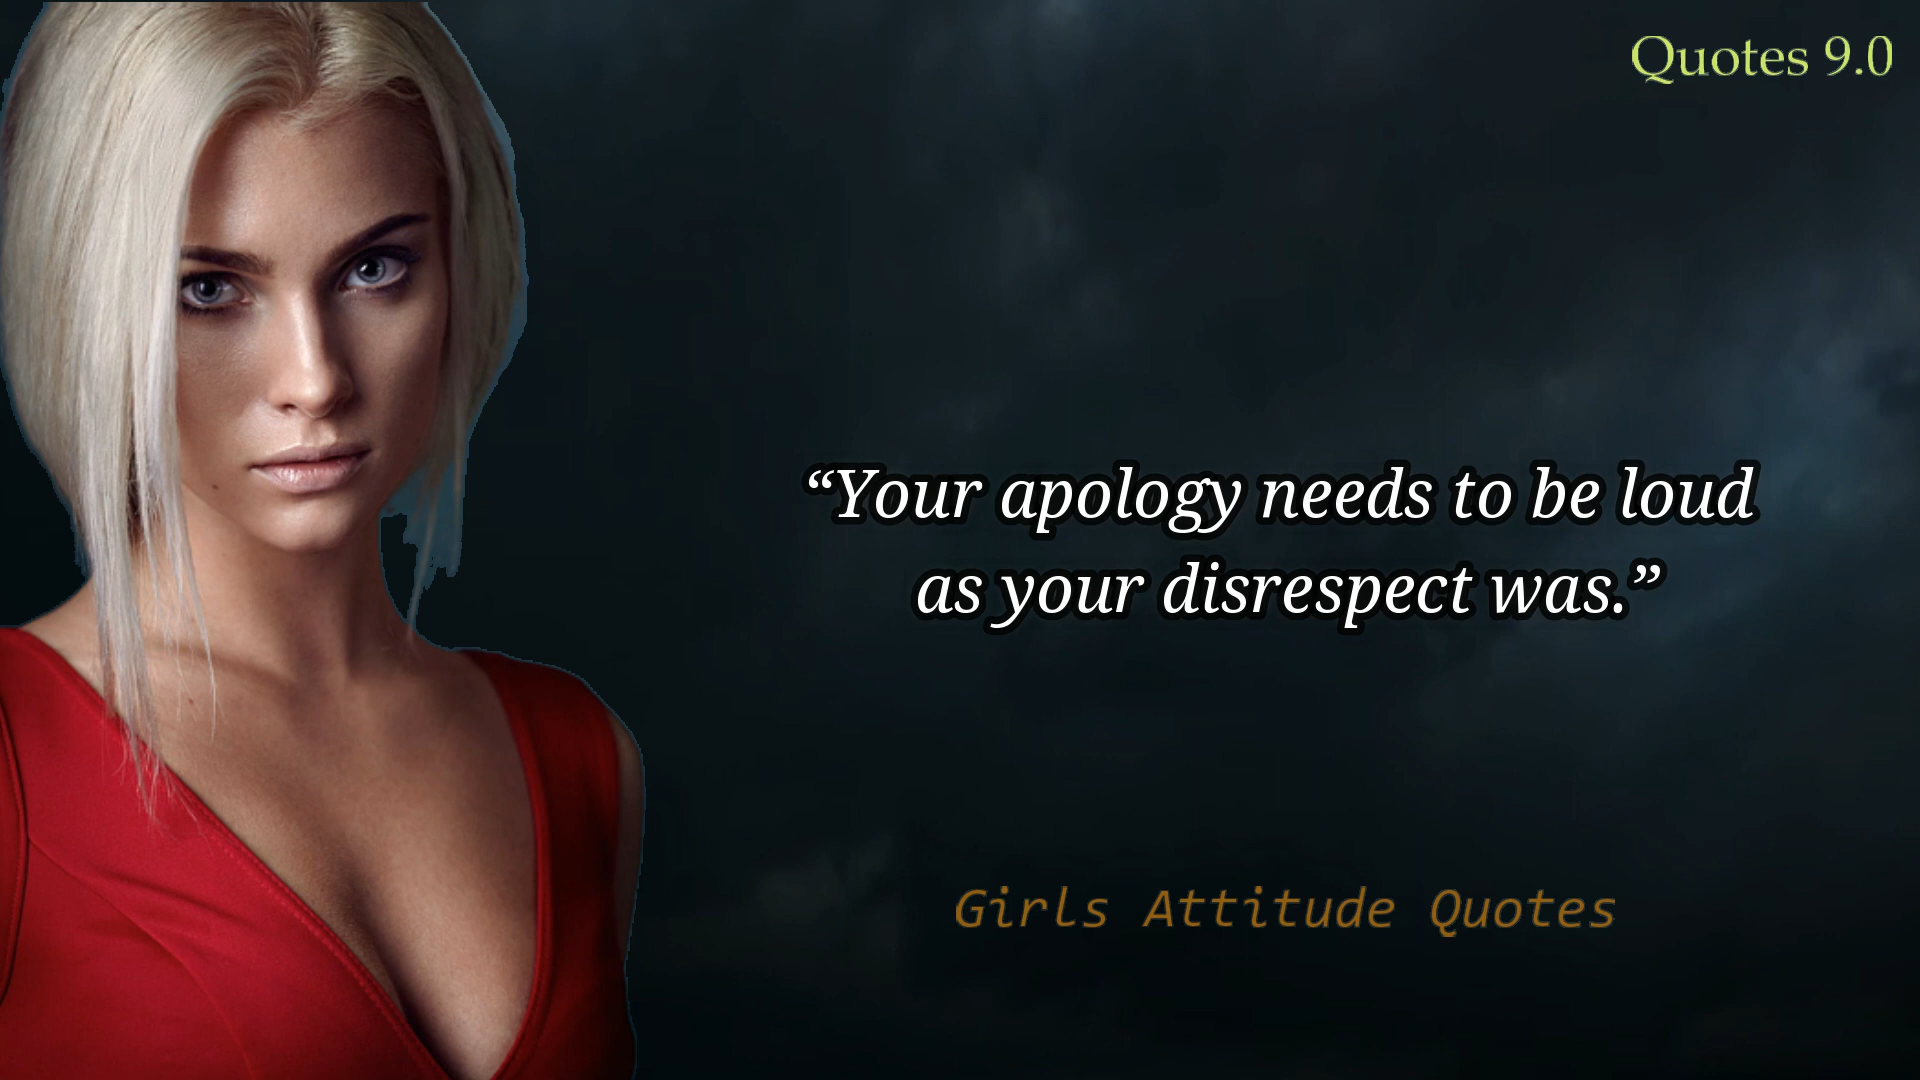 Quotes 9.0
“Your apology needs to be loud
as your disrespect was.”
Girls Attitude Quotes